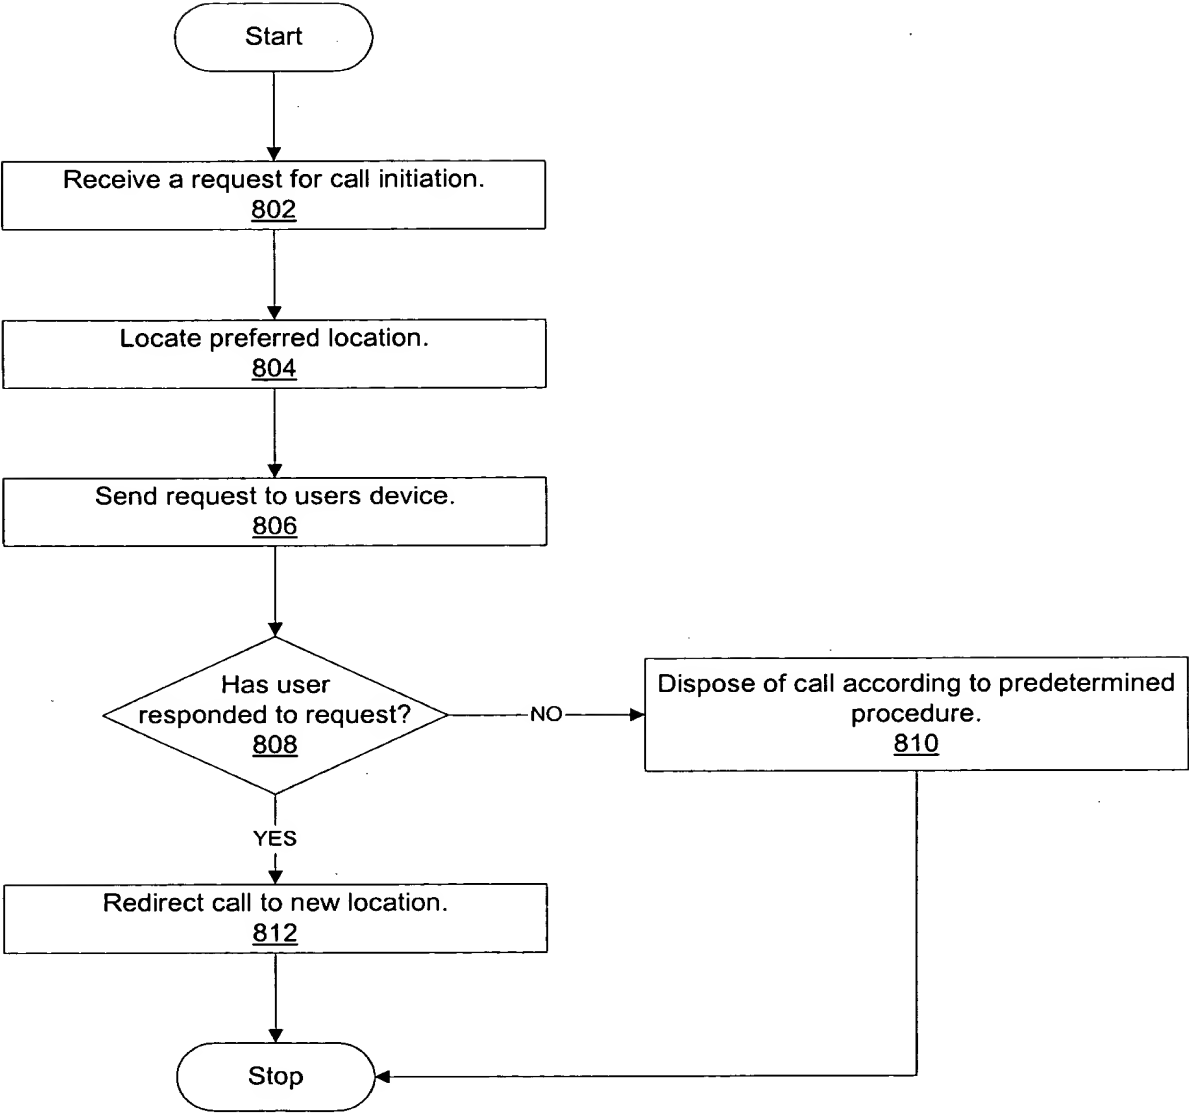 Start
Receive a request for call initiation.
802
Locate preferred location.
804
Send request to users device.
806
Has user
responded to request?
808
NO
Dispose of call according to predetermined
procedure.
810
YES
Redirect call to new location.
812
Stop